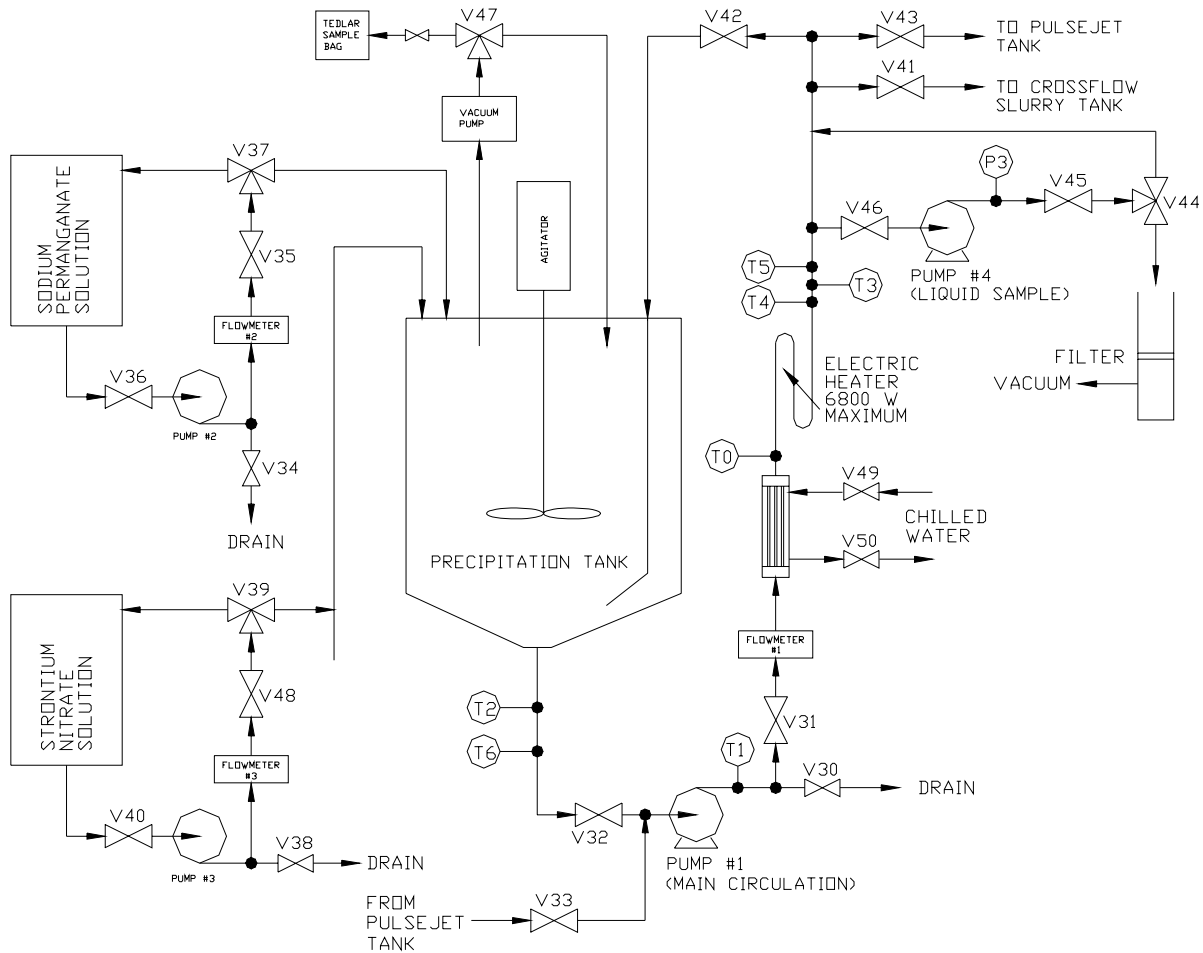 TEDLAR
SAMPLE
BAG
V47
V42
V43
TO PULSEJET
TANK
V41
TO CROSSFLOW
SLURRY TANK
VACUUM
PUMP
V37
P3
V45
V44
SODIUM
PERMANGANATE
SOLUTION
AGITATOR
V46
V35
T5
T3
T4
PUMP #4
(LIQUID SAMPLE)
FLOWMETER
#2
FILTER
VACUUM
ELECTRIC
HEATER
6800 W
MAXIMUM
V36
PUMP #2
V34
T0
V49
CHILLED
WATER
DRAIN
V50
PRECIPITATION TANK
V39
STRONTIUM
NITRATE
SOLUTION
FLOWMETER
#1
V48
T2
V31
T6
T1
FLOWMETER
#3
V30
DRAIN
V40
V32
V38
DRAIN
PUMP #3
PUMP #1
(MAIN CIRCULATION)
FROM
PULSEJET
TANK
V33